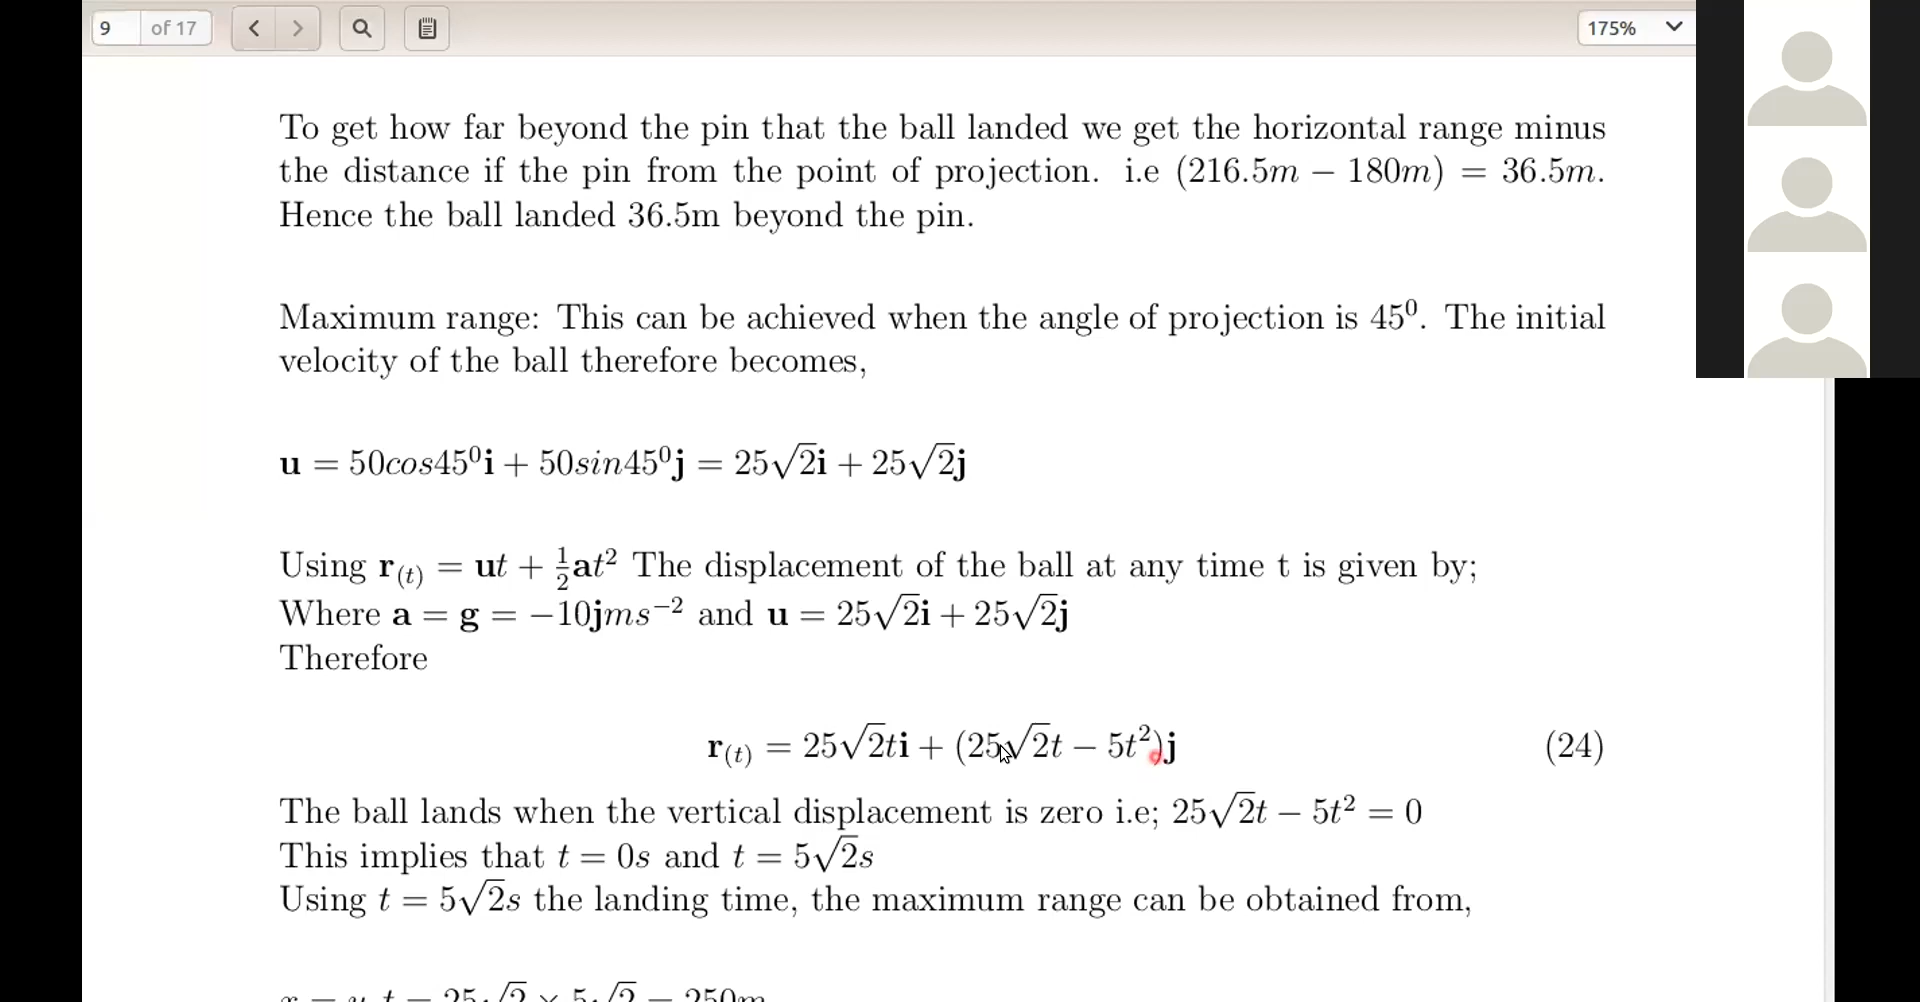 9 of 17 175%
To get how far beyond the pin that the ball landed we get the horizontal range minus
the distance if the pin from the point of projection. i.e (216.5m − 180m) = 36.5m.
Hence the ball landed 36.5m beyond the pin.
Maximum range: This can be achieved when the angle of projection is 45⁰. The initial
velocity of the ball therefore becomes,
u = 50cos45⁰i + 50sin45⁰j = 25√2i + 25√2j
Using r₍ₜ₎ = ut + ½at² The displacement of the ball at any time t is given by;
Where a = g = −10jms⁻² and u = 25√2i + 25√2j
Therefore
r₍ₜ₎ = 25√2ti + (25√2t − 5t²)j (24)
The ball lands when the vertical displacement is zero i.e; 25√2t − 5t² = 0
This implies that t = 0s and t = 5√2s
Using t = 5√2s the landing time, the maximum range can be obtained from,
t = 25√2 × 5√2 = 250m